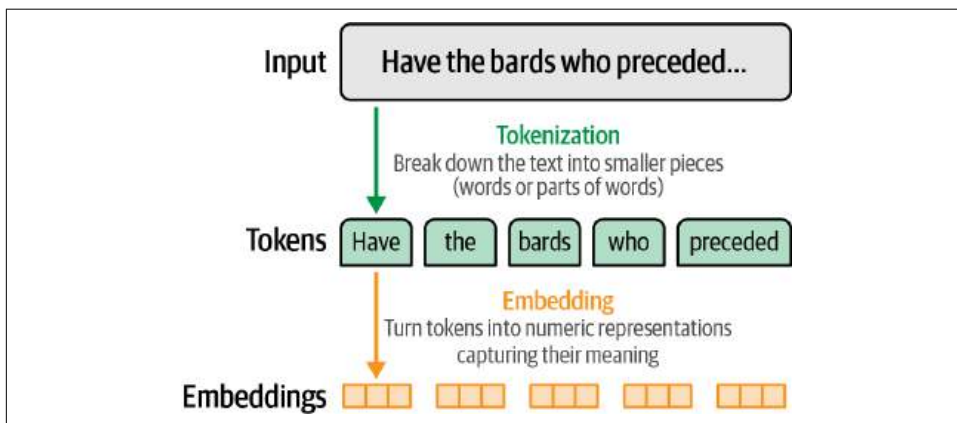 Input
Have the bards who preceded...
Tokenization
Break down the text into smaller pieces
(words or parts of words)
Tokens Have the bards who preceded
Embedding
Turn tokens into numeric representations
capturing their meaning
Embeddings